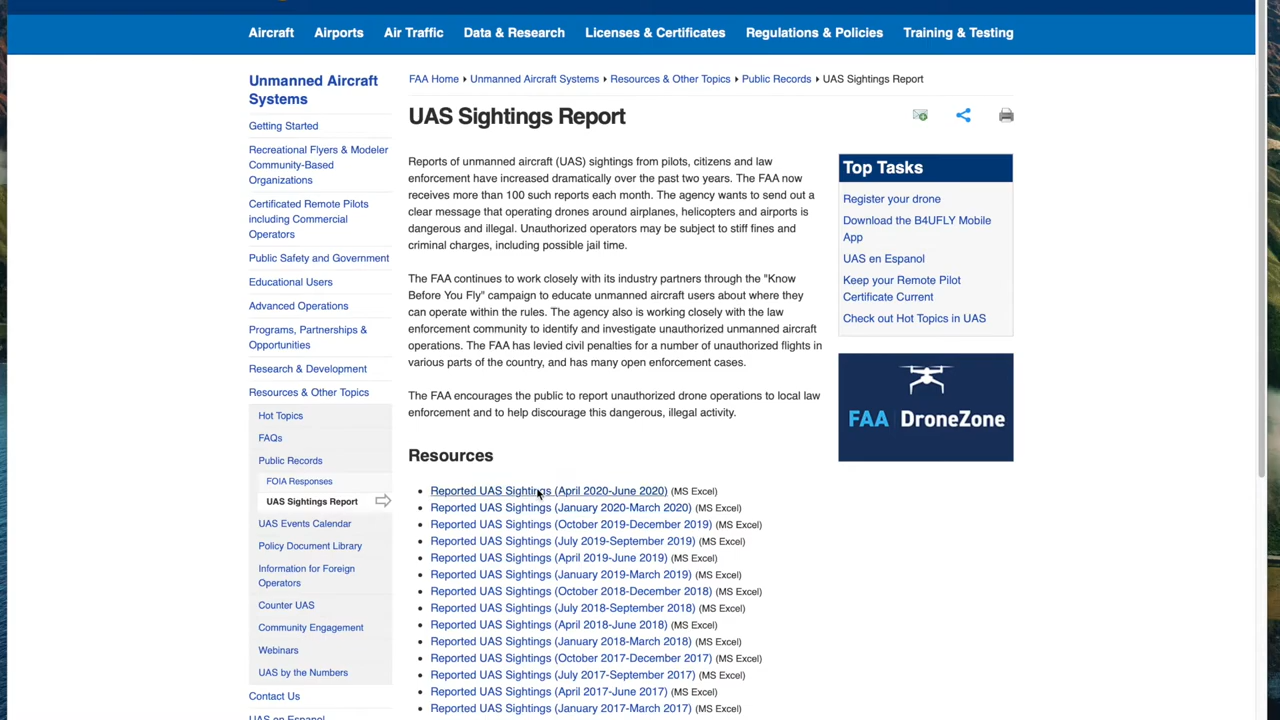 Aircraft Airports Air Traffic Data & Research Licenses & Certificates Regulations & Policies Training & Testing
Unmanned Aircraft
Systems
Getting Started
Recreational Flyers & Modeler
Community-Based
Organizations
Certificated Remote Pilots
including Commercial
Operators
Public Safety and Government
Educational Users
Advanced Operations
Programs, Partnerships &
Opportunities
Research & Development
Resources & Other Topics
Hot Topics
FAQs
Public Records
FOIA Responses
UAS Sightings Report
UAS Events Calendar
Policy Document Library
Information for Foreign
Operators
Counter UAS
Community Engagement
Webinars
UAS by the Numbers
Contact Us
UAS en Español
FAA Home Unmanned Aircraft Systems Resources & Other Topics Public Records UAS Sightings Report
UAS Sightings Report
Reports of unmanned aircraft (UAS) sightings from pilots, citizens and law
enforcement have increased dramatically over the past two years. The FAA now
receives more than 100 such reports each month. The agency wants to send out a
clear message that operating drones around airplanes, helicopters and airports is
dangerous and illegal. Unauthorized operators may be subject to stiff fines and
criminal charges, including possible jail time.
The FAA continues to work closely with its industry partners through the "Know
Before You Fly" campaign to educate unmanned aircraft users about where they
can operate within the rules. The agency also is working closely with the law
enforcement community to identify and investigate unauthorized unmanned aircraft
operations. The FAA has levied civil penalties for a number of unauthorized flights in
various parts of the country, and has many open enforcement cases.
The FAA encourages the public to report unauthorized drone operations to local law
enforcement and to help discourage this dangerous, illegal activity.
Resources
Reported UAS Sightings (April 2020-June 2020) (MS Excel)
Reported UAS Sightings (January 2020-March 2020) (MS Excel)
Reported UAS Sightings (October 2019-December 2019) (MS Excel)
Reported UAS Sightings (July 2019-September 2019) (MS Excel)
Reported UAS Sightings (April 2019-June 2019) (MS Excel)
Reported UAS Sightings (January 2019-March 2019) (MS Excel)
Reported UAS Sightings (October 2018-December 2018) (MS Excel)
Reported UAS Sightings (July 2018-September 2018) (MS Excel)
Reported UAS Sightings (April 2018-June 2018) (MS Excel)
Reported UAS Sightings (January 2018-March 2018) (MS Excel)
Reported UAS Sightings (October 2017-December 2017) (MS Excel)
Reported UAS Sightings (July 2017-September 2017) (MS Excel)
Reported UAS Sightings (April 2017-June 2017) (MS Excel)
Reported UAS Sightings (January 2017-March 2017) (MS Excel)
Top Tasks
Register your drone
Download the B4UFLY Mobile
App
UAS en Espanol
Keep your Remote Pilot
Certificate Current
Check out Hot Topics in UAS
FAA DroneZone